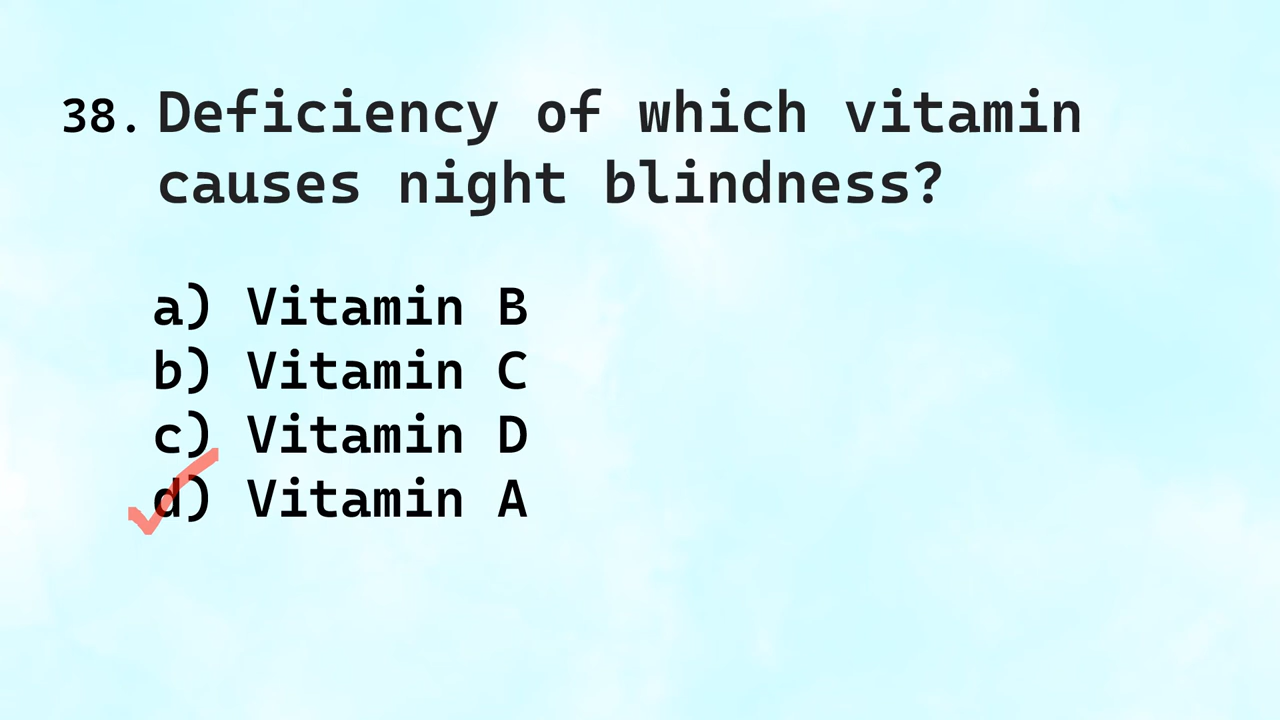 38. Deficiency of which vitamin
causes night blindness?
a) Vitamin B
b) Vitamin C
c) Vitamin D
d) Vitamin A